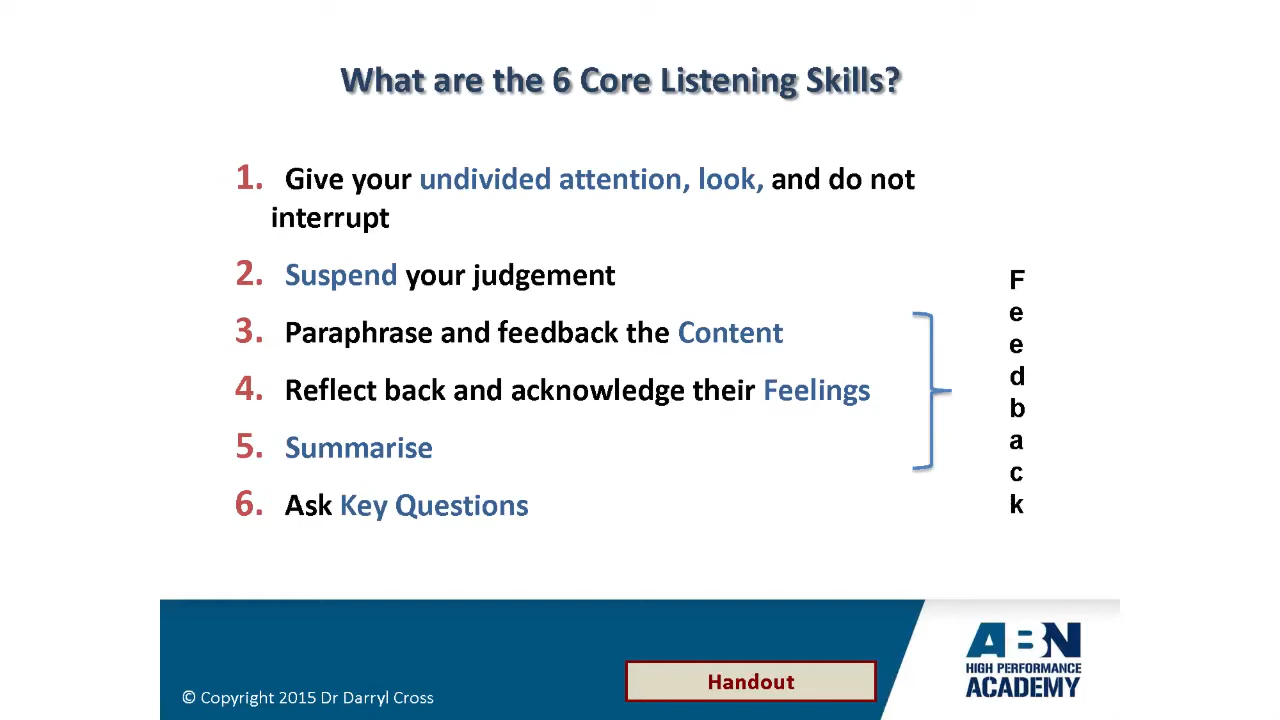 What are the 6 Core Listening Skills?
1. Give your undivided attention, look, and do not
interrupt
2. Suspend your judgement
3. Paraphrase and feedback the Content
4. Reflect back and acknowledge their Feelings
5. Summarise
6. Ask Key Questions
Feedback
© Copyright 2015 Dr Darryl Cross
Handout
ABN
HIGH PERFORMANCE
ACADEMY